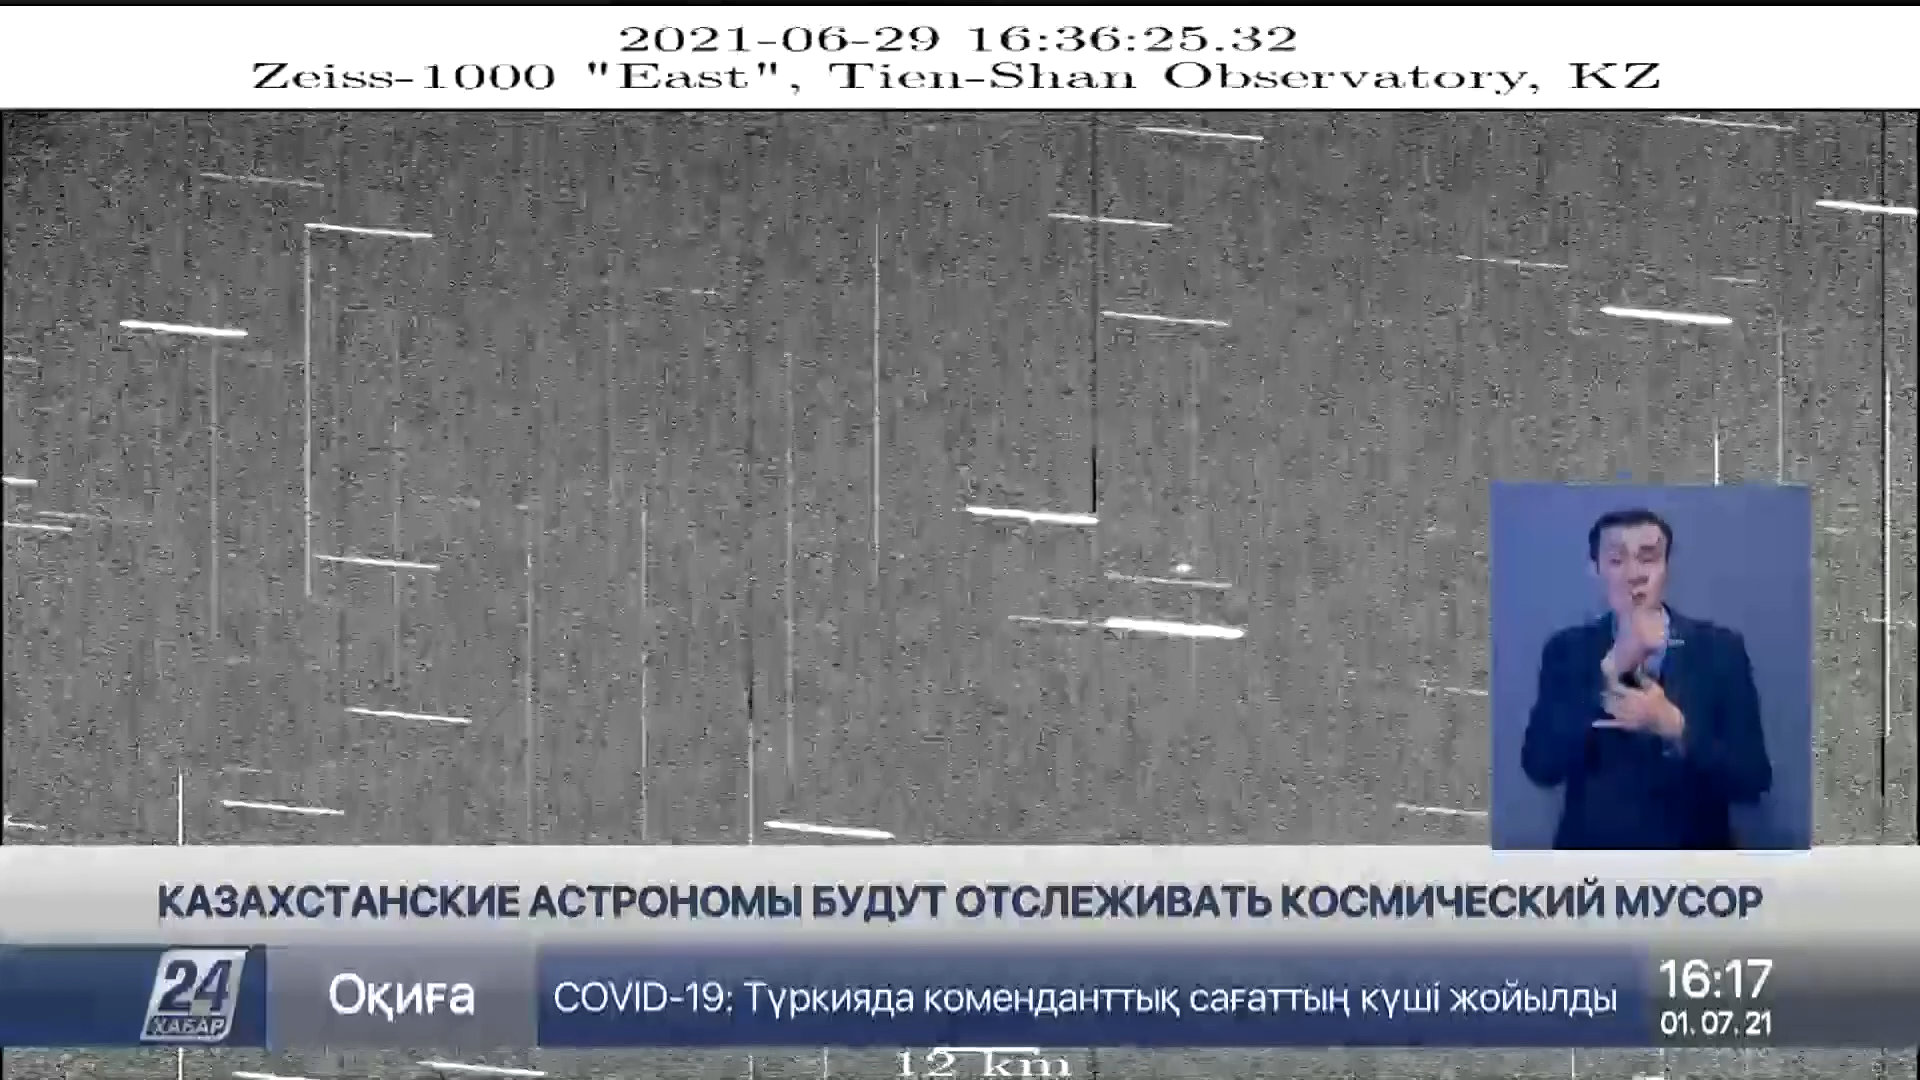 2021-06-29 16:36:25.32
Zeiss-1000 "East", Tien-Shan Observatory, KZ
КАЗАХСТАНСКИЕ АСТРОНОМЫ БУДУТ ОТСЛЕЖИВАТЬ КОСМИЧЕСКИЙ МУСОР
24
ХАБАР
Оқиға
COVID-19: Түркияда коменданттық сағаттың күші жойылды
16:17
01.07.21
12 km